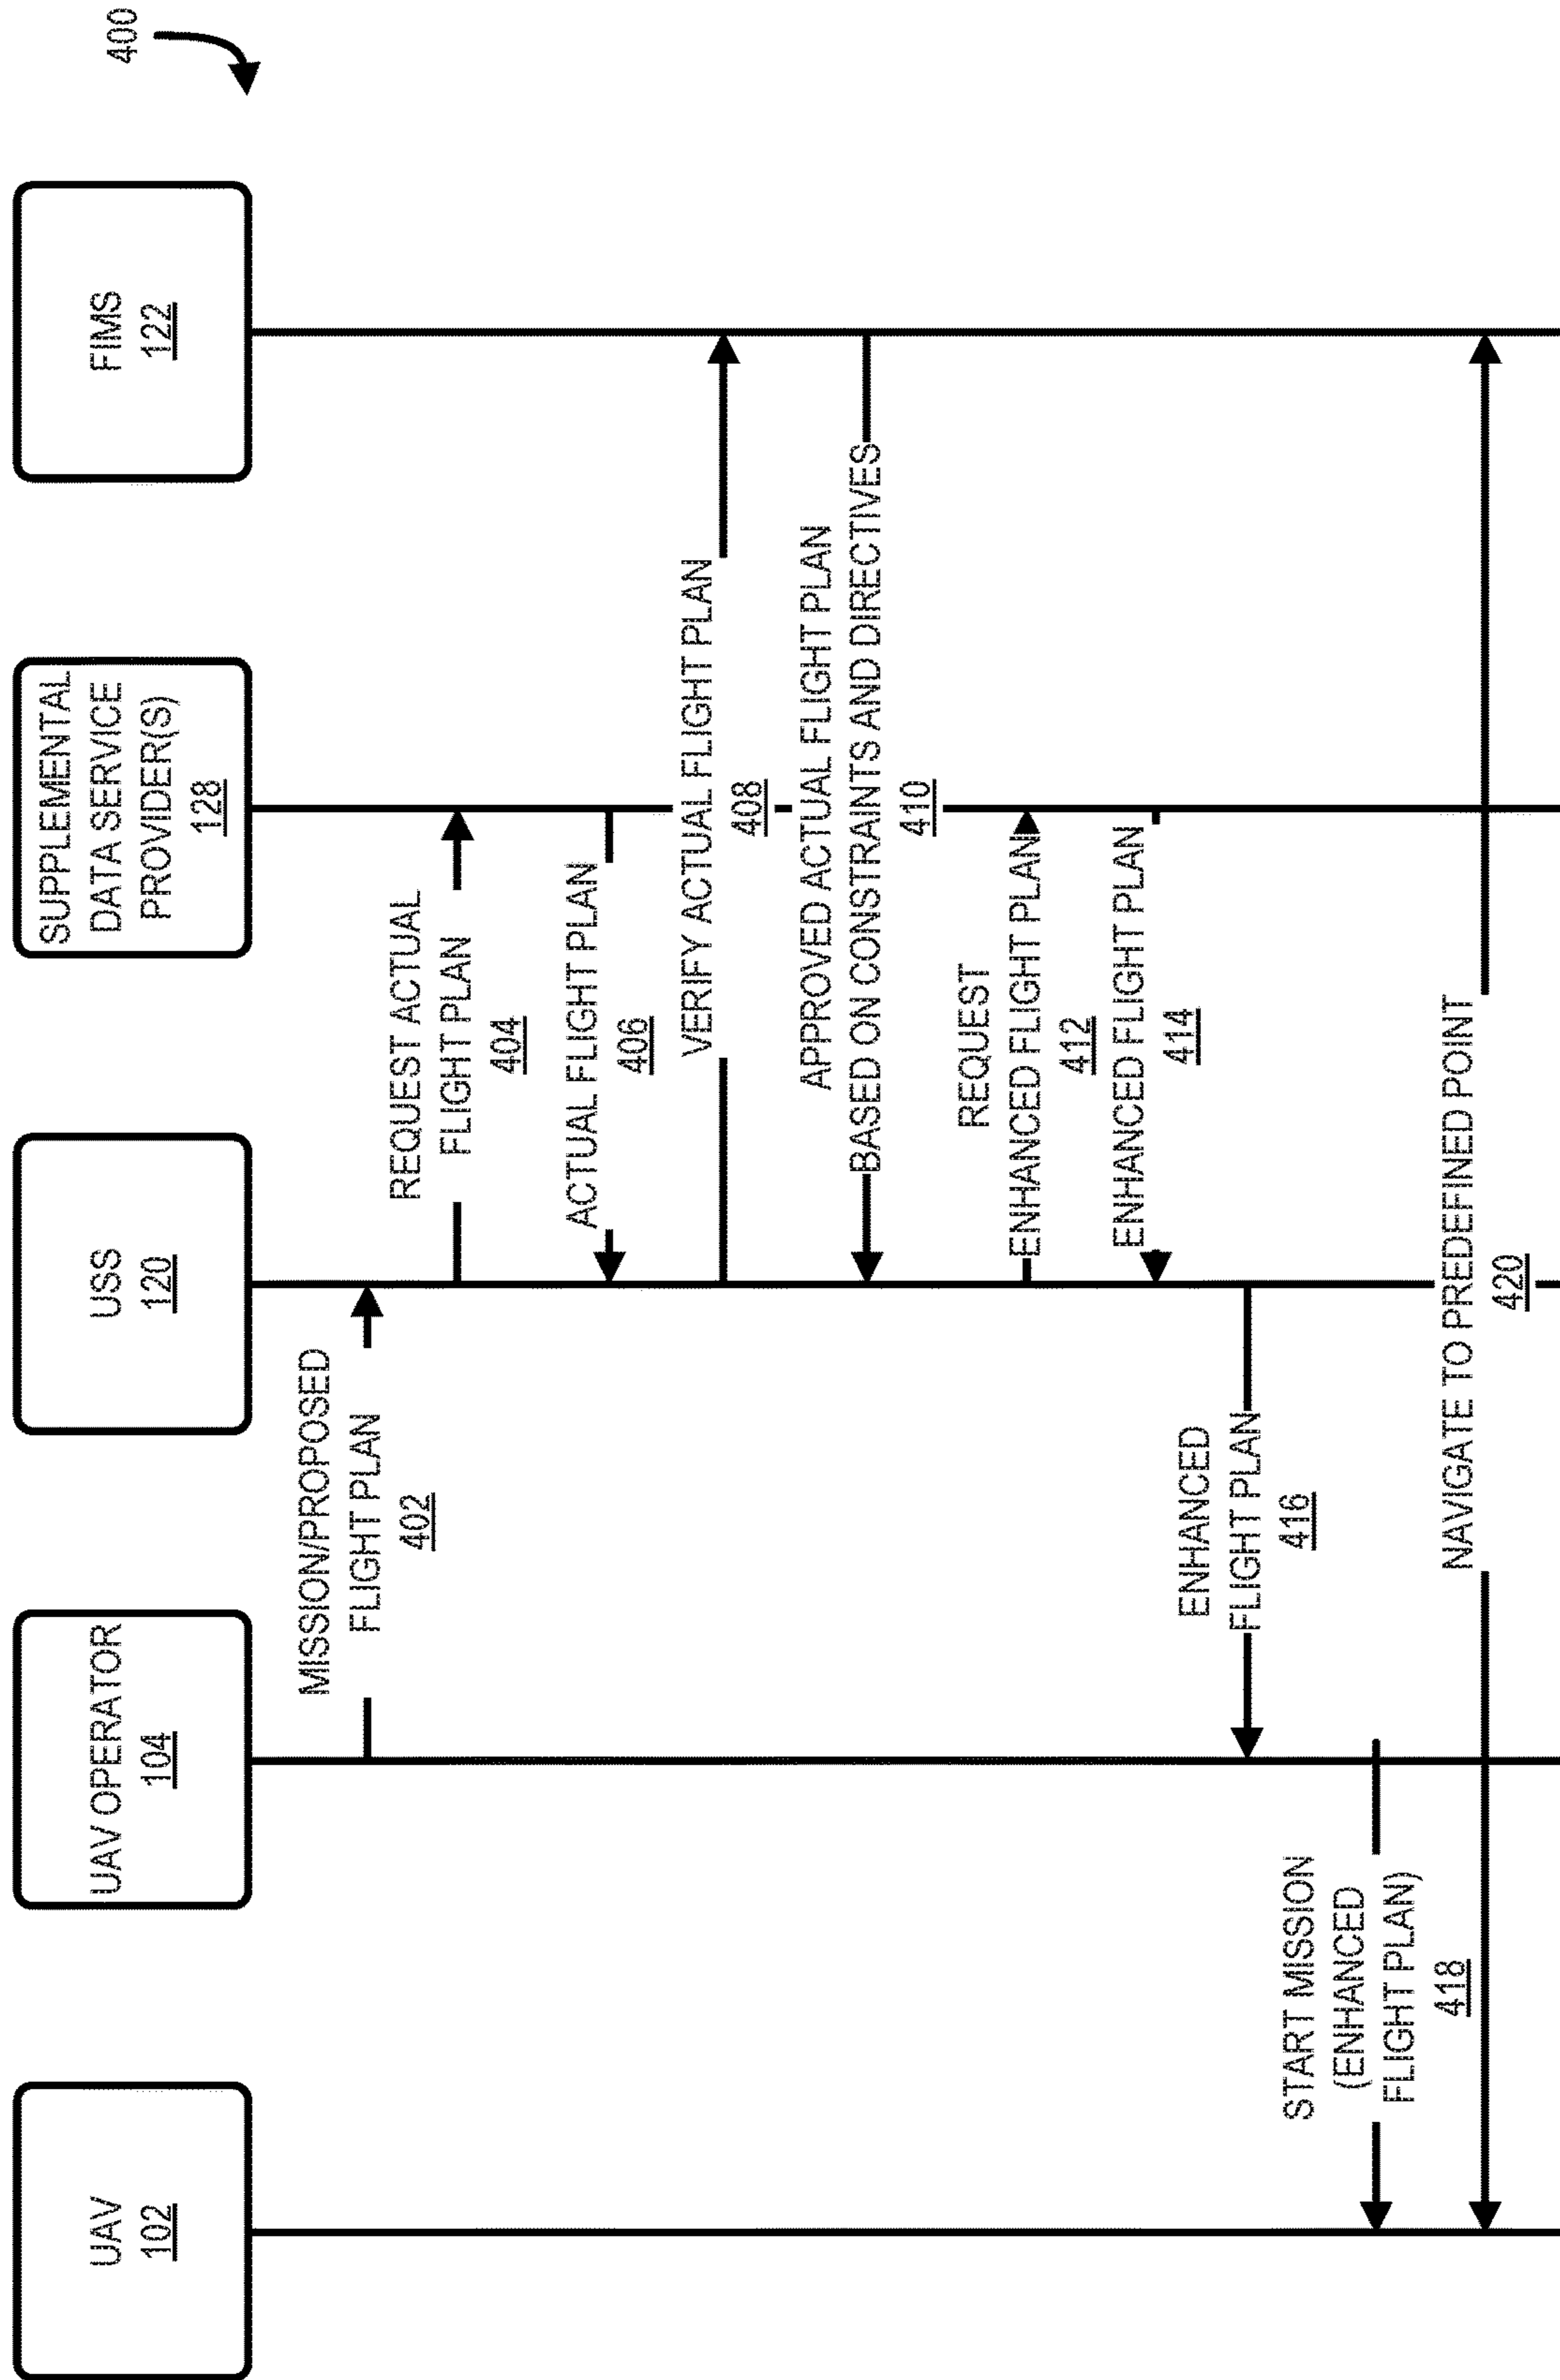 400
UAV
102
UAV OPERATOR
104
USS
120
SUPPLEMENTAL
DATA SERVICE
PROVIDER(S)
128
FIMS
122
MISSION/PROPOSED
FLIGHT PLAN
402
REQUEST ACTUAL
FLIGHT PLAN
404
ACTUAL FLIGHT PLAN
406
VERIFY ACTUAL FLIGHT PLAN
408
APPROVED ACTUAL FLIGHT PLAN
BASED ON CONSTRAINTS AND DIRECTIVES
410
REQUEST
ENHANCED FLIGHT PLAN
412
ENHANCED FLIGHT PLAN
414
ENHANCED
FLIGHT PLAN
416
START MISSION
(ENHANCED
FLIGHT PLAN)
418
NAVIGATE TO PREDEFINED POINT
420